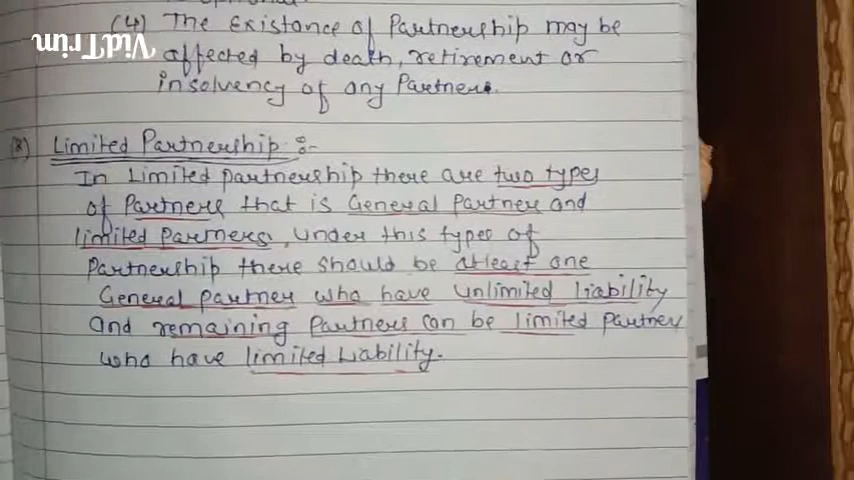 (4) The Existance of Partnership may be
affected by death, retirement or
insolvency of any Partner.
VidTrim
Limited Partnership :-
In Limited partnership there are two types
of Partners that is General Partner and
limited Partners, under this types of
Partnership there should be atleast one
General partner who have unlimited liability
and remaining Partners can be limited Partner
who have limited Liability.